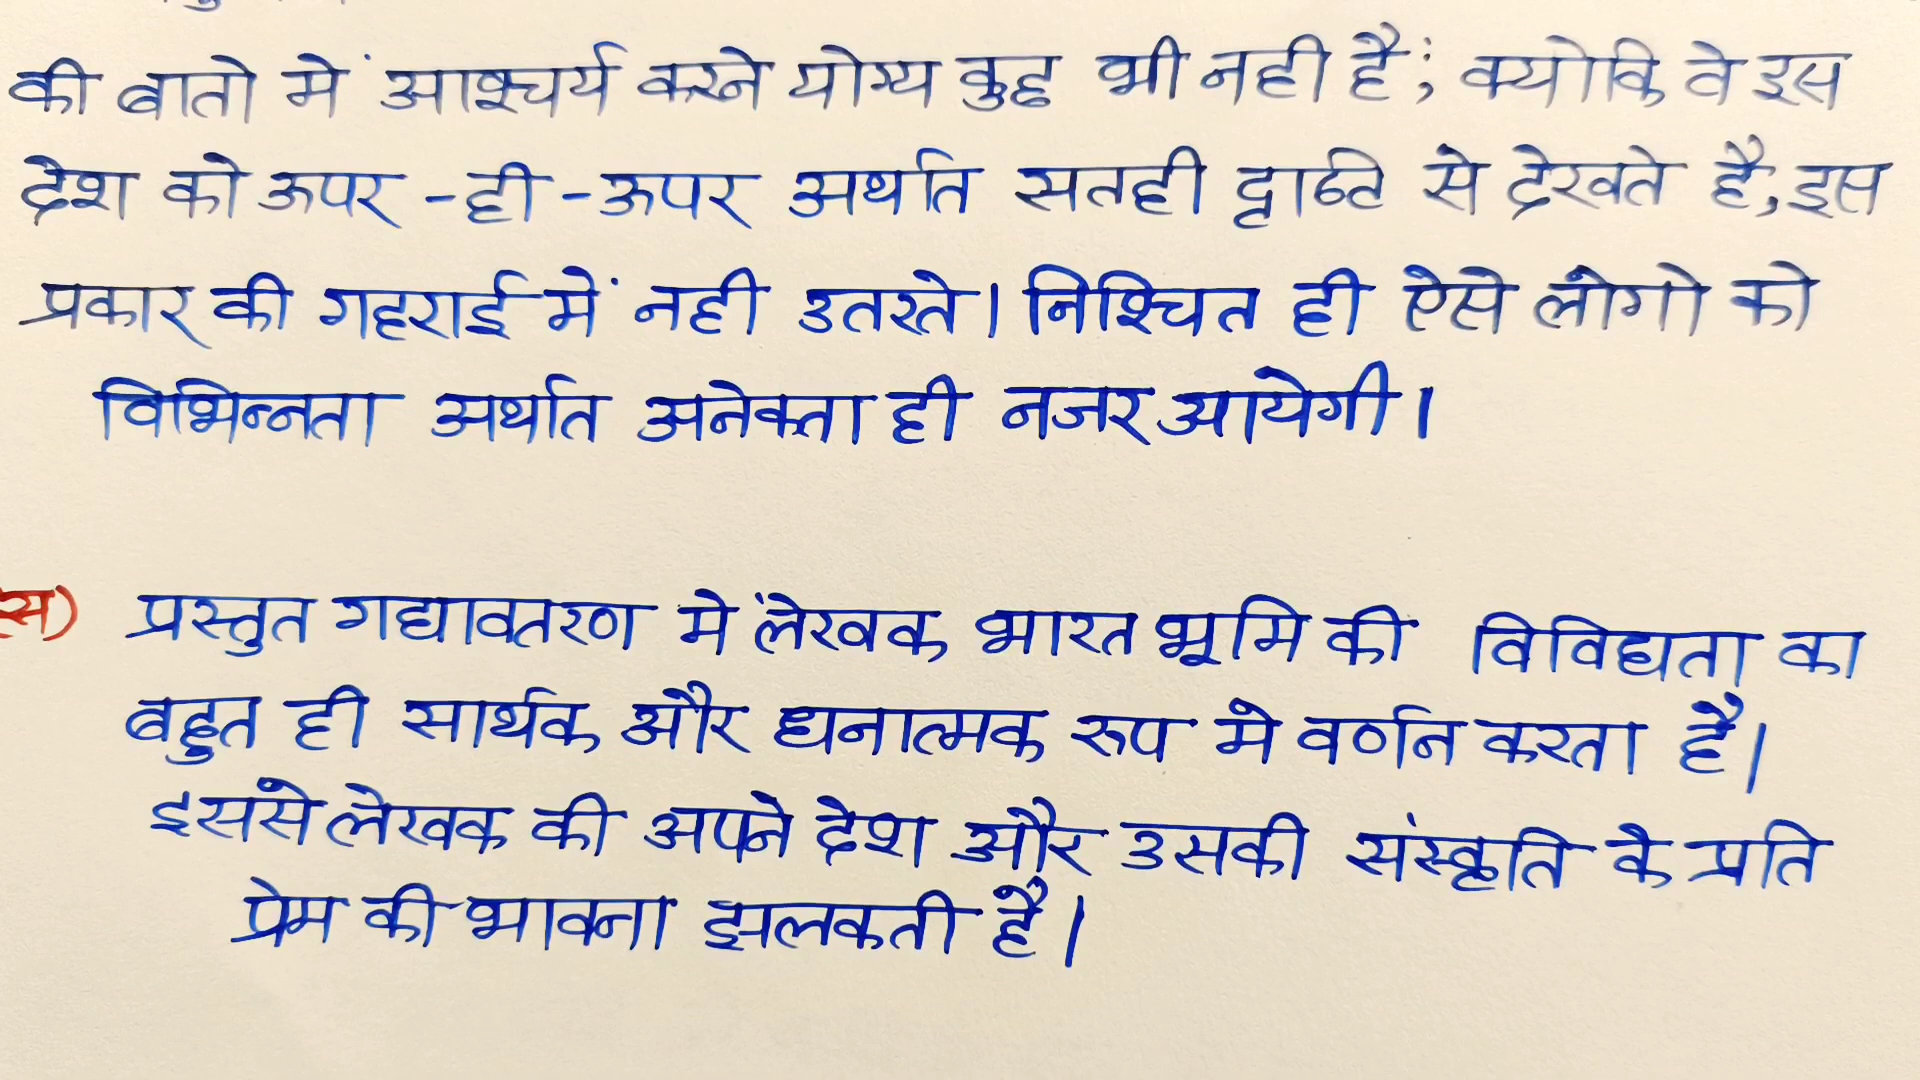 की बातो में आश्चर्य करने योग्य कुछ भी नही है; क्योकि वे इस
देश को ऊपर -ही -ऊपर अर्थात सतही दृष्टि से देखते है, इस
प्रकार की गहराई में नही उतरते। निश्चित ही ऐसे लोगो को
विभिन्नता अर्थात अनेकता ही नजर आयेगी।
स) प्रस्तुत गद्यावतरण में लेखक भारत भूमि की विविधता का
बहुत ही सार्थक और धनात्मक रूप मे वर्णन करता है।
इससे लेखक की अपने देश और उसकी संस्कृति के प्रति
प्रेम की भावना झलकती है।